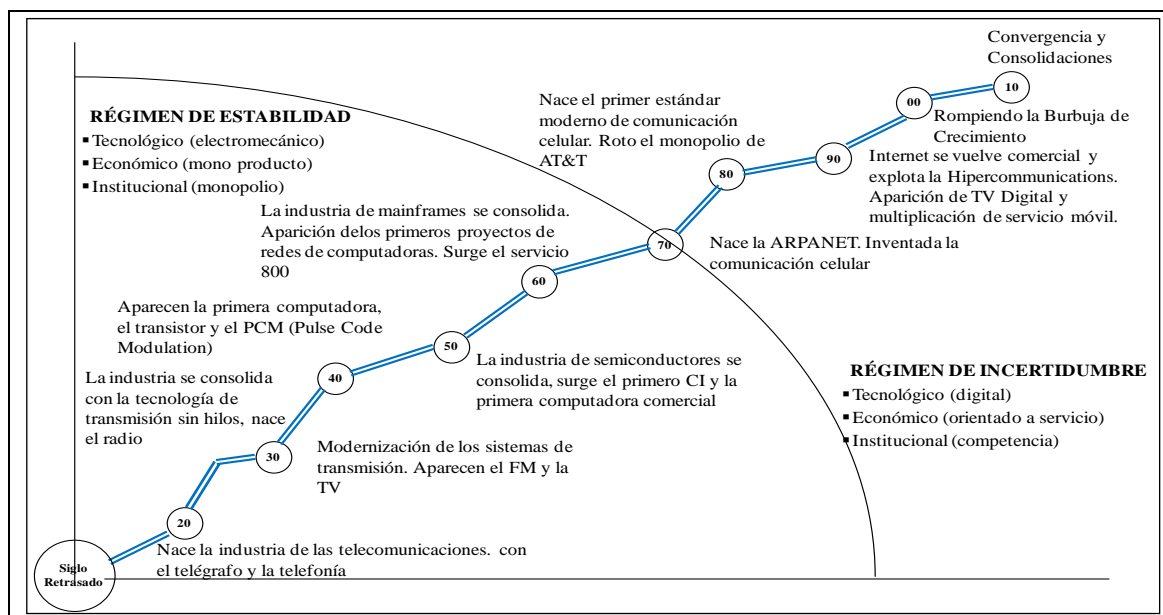 Convergencia y
Consolidaciones
10
00
Rompiendo la Burbuja de
Crecimiento
Nace el primer estándar
moderno de comunicación
celular. Roto el monopolio de
AT&T
RÉGIMEN DE ESTABILIDAD
▪ Tecnológico (electromecánico)
▪ Económico (mono producto)
▪ Institucional (monopolio)
90
Internet se vuelve comercial y
explota la Hipercommunications.
Aparición de TV Digital y
multiplicación de servicio móvil.
80
La industria de mainframes se consolida.
Aparición delos primeros proyectos de
redes de computadoras. Surge el servicio
800
70
Nace la ARPANET. Inventada la
comunicación celular
60
Aparecen la primera computadora,
el transistor y el PCM (Pulse Code
Modulation)
50
La industria de semiconductores se
consolida, surge el primero CI y la
primera computadora comercial
RÉGIMEN DE INCERTIDUMBRE
▪ Tecnológico (digital)
▪ Económico (orientado a servicio)
▪ Institucional (competencia)
40
La industria se consolida
con la tecnología de
transmisión sin hilos, nace
el radio
30
Modernización de los sistemas de
transmisión. Aparecen el FM y la
TV
20
Nace la industria de las telecomunicaciones. con
el telégrafo y la telefonía
Siglo
Retrasado